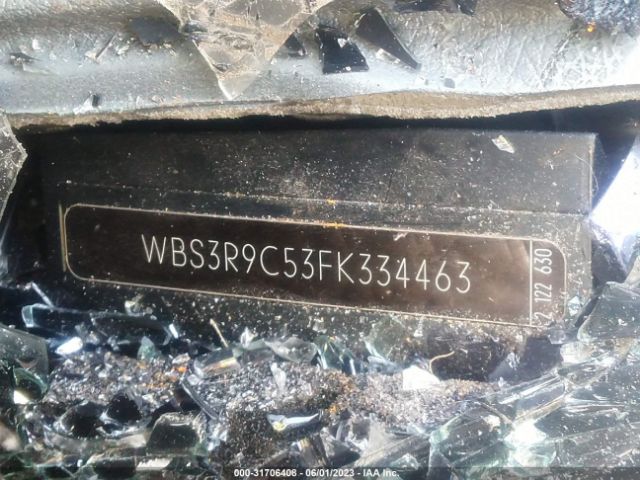 WBS3R9C53FK334463
2 122 630
000-31706406 - 06/01/2023 - IAA Inc.